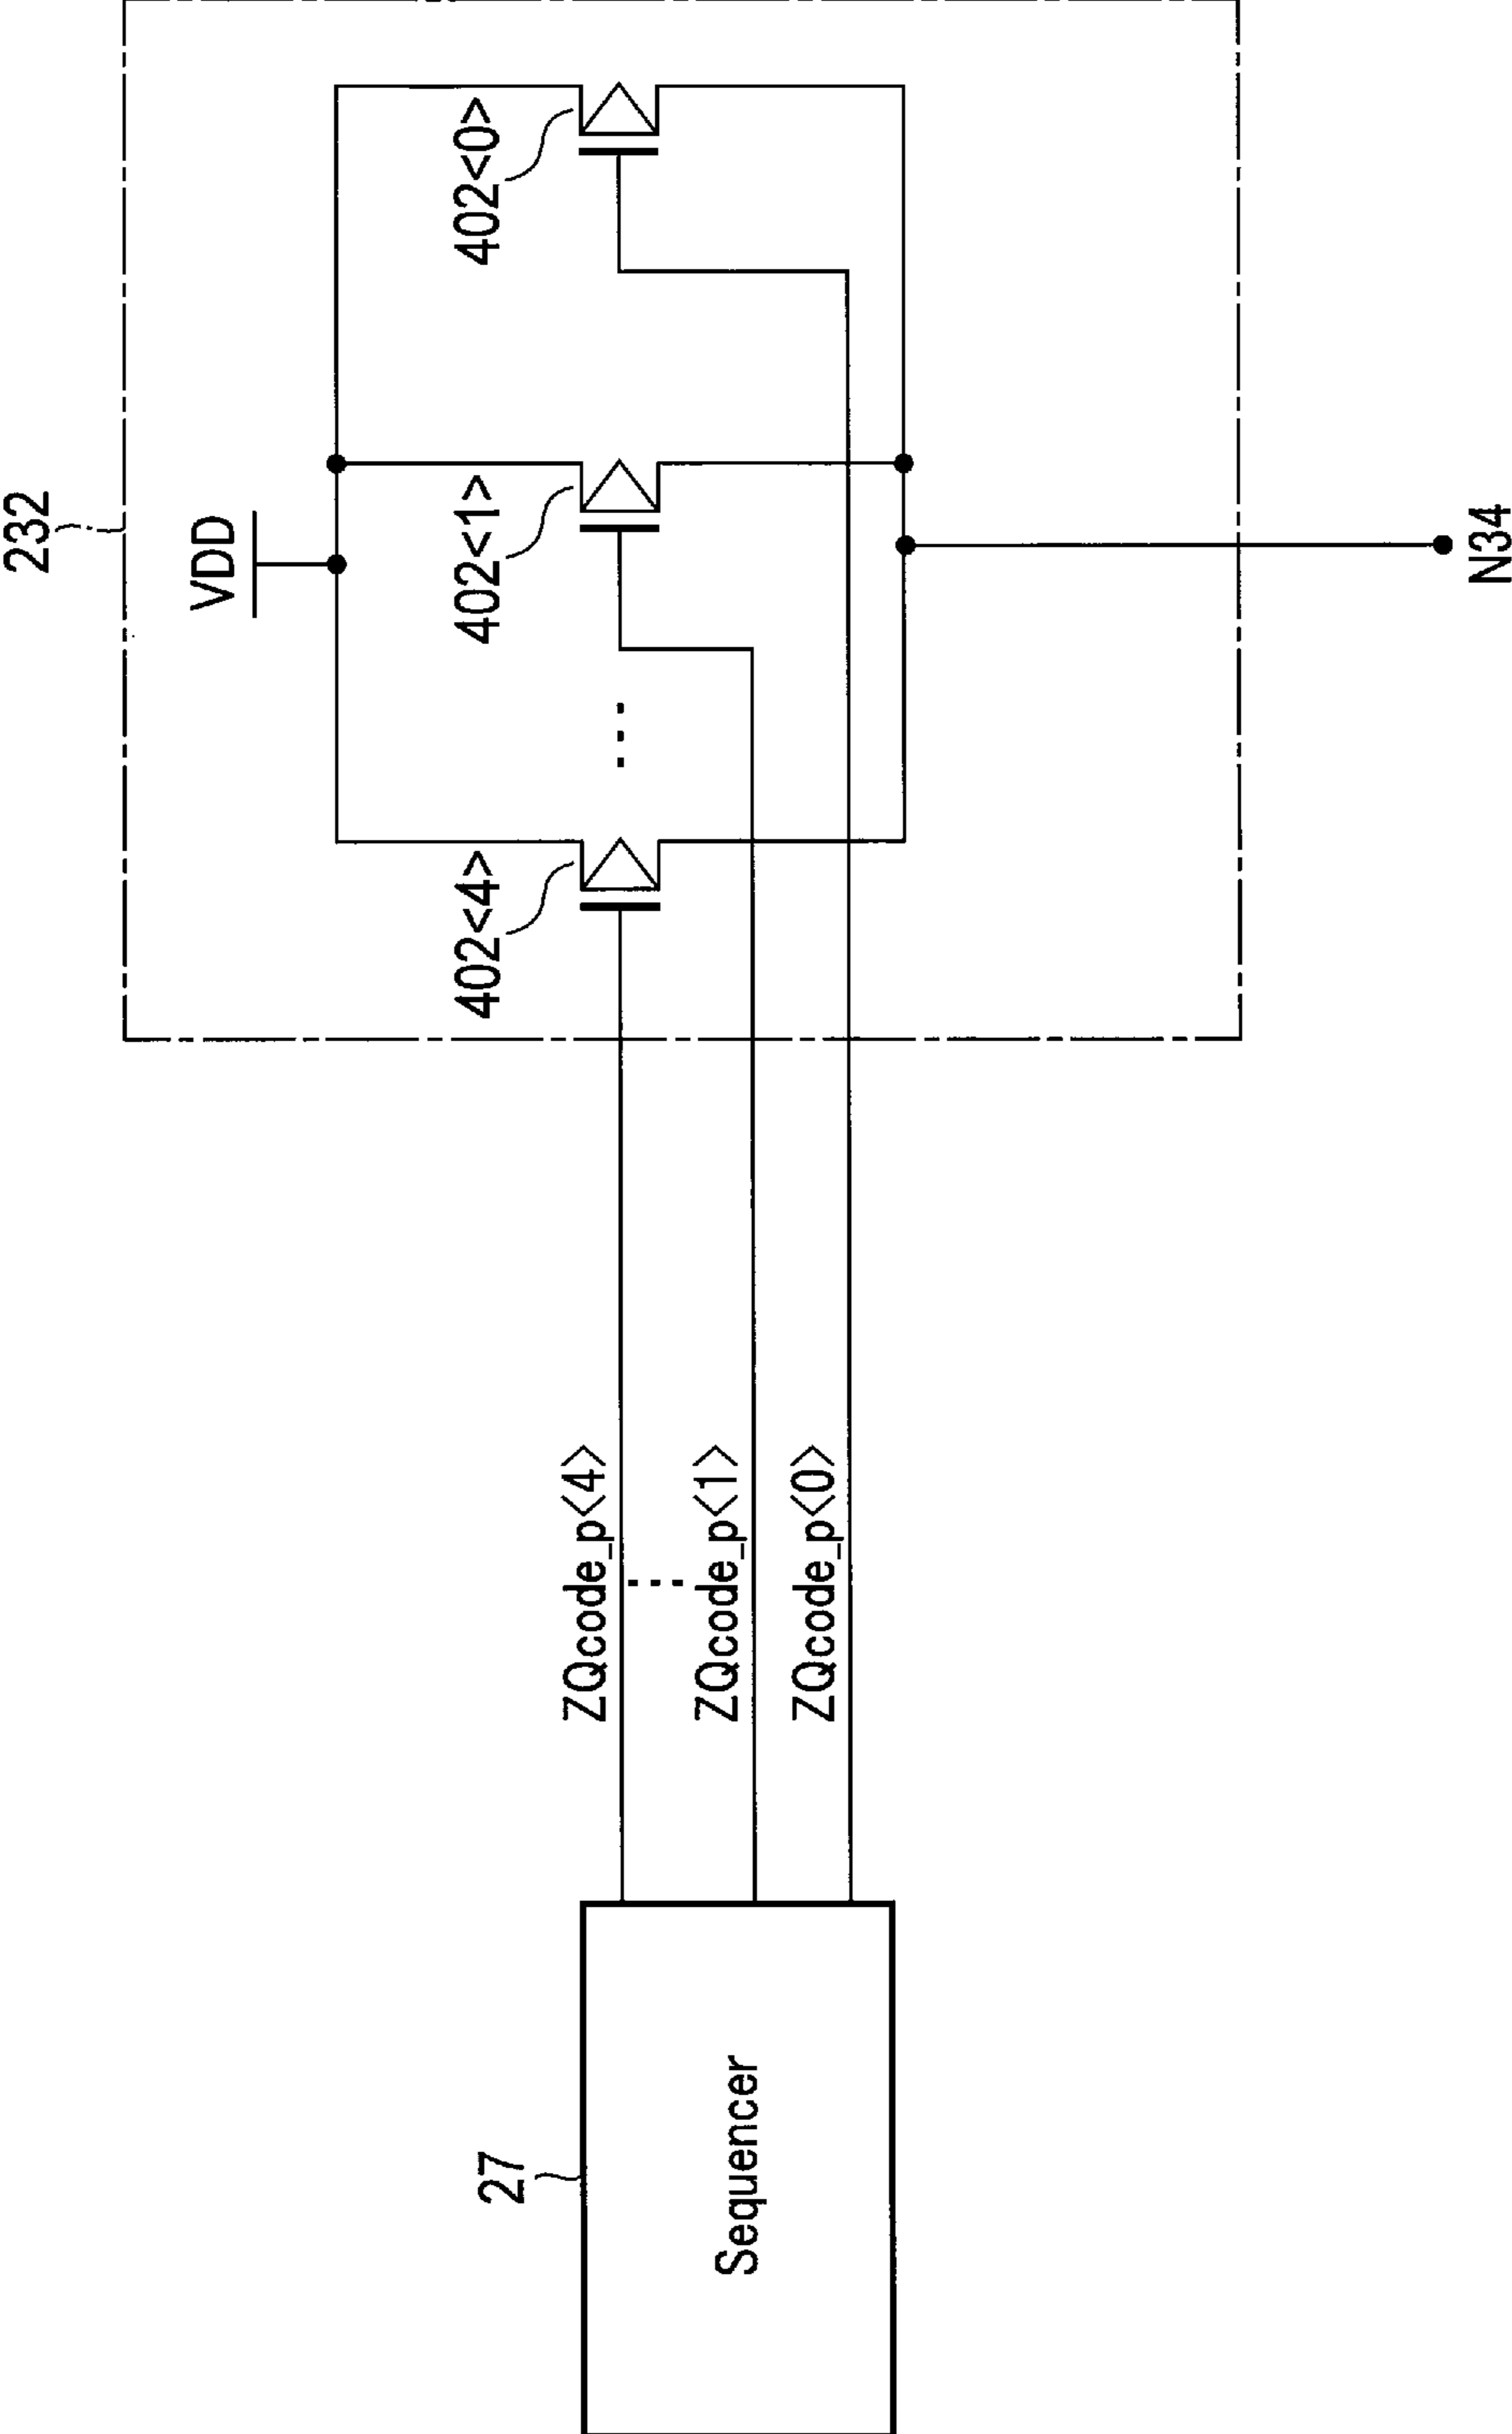 232
VDD
402<4>
402<1>
402<0>
27
Sequencer
ZQcode_p<4>
ZQcode_p<1>
ZQcode_p<0>
N34